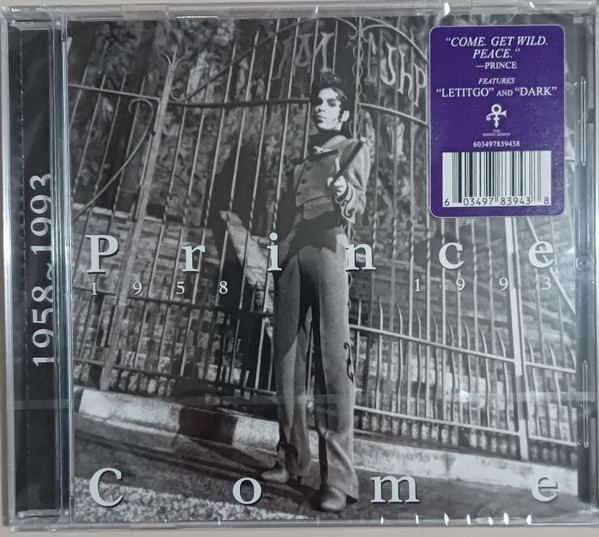 1958~1993
"COME. GET WILD.
PEACE."
—PRINCE
FEATURES
"LETITGO" AND "DARK"
603497839438
6 03497 83943 8
Prince
1958 1993
Come